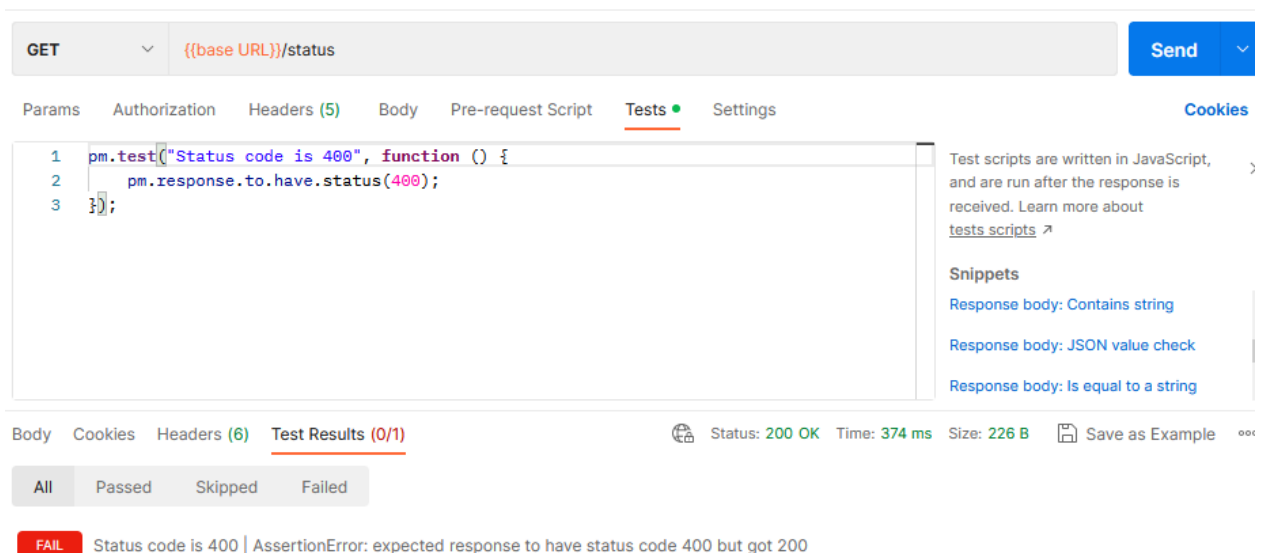 GET {{base URL}}/status Send
Params Authorization Headers (5) Body Pre-request Script Tests Settings Cookies
1 pm.test("Status code is 400", function () {
2 pm.response.to.have.status(400);
3 });
Test scripts are written in JavaScript,
and are run after the response is
received. Learn more about
tests scripts ↗
Snippets
Response body: Contains string
Response body: JSON value check
Response body: Is equal to a string
Body Cookies Headers (6) Test Results (0/1) Status: 200 OK Time: 374 ms Size: 226 B Save as Example
All Passed Skipped Failed
FAIL Status code is 400 | AssertionError: expected response to have status code 400 but got 200